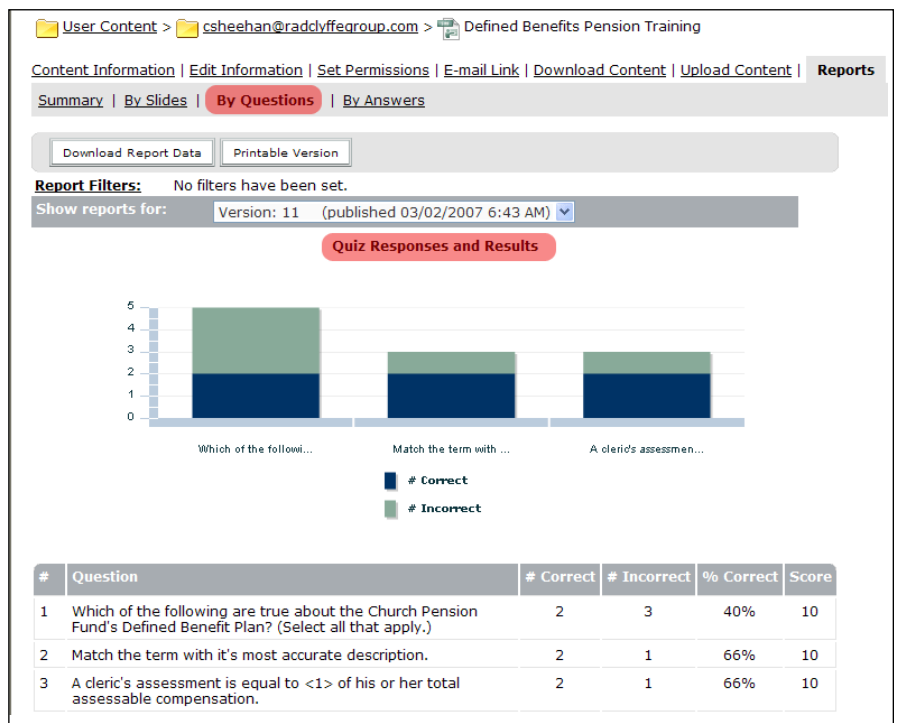 User Content > csheehan@radclyffegroup.com > Defined Benefits Pension Training
Content Information | Edit Information | Set Permissions | E-mail Link | Download Content | Upload Content | Reports
Summary | By Slides | By Questions | By Answers
Download Report Data Printable Version
Report Filters: No filters have been set.
Show reports for: Version: 11 (published 03/02/2007 6:43 AM)
Quiz Responses and Results
5
4
3
2
1
0
Which of the followi... Match the term with ... A cleric's assessmen...
# Correct
# Incorrect
# Question # Correct # Incorrect % Correct Score
1 Which of the following are true about the Church Pension 2 3 40% 10
Fund's Defined Benefit Plan? (Select all that apply.)
2 Match the term with it's most accurate description. 2 1 66% 10
3 A cleric's assessment is equal to <1> of his or her total 2 1 66% 10
assessable compensation.